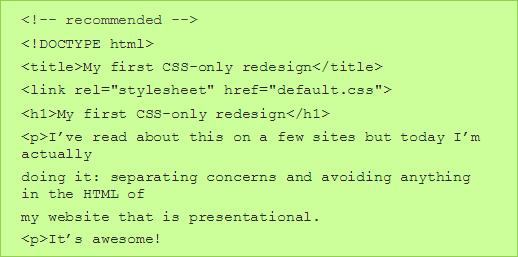 <!-- recommended -->
<!DOCTYPE html>
<title>My first CSS-only redesign</title>
<link rel="stylesheet" href="default.css">
<h1>My first CSS-only redesign</h1>
<p>I’ve read about this on a few sites but today I’m
actually
doing it: separating concerns and avoiding anything
in the HTML of
my website that is presentational.
<p>It’s awesome!